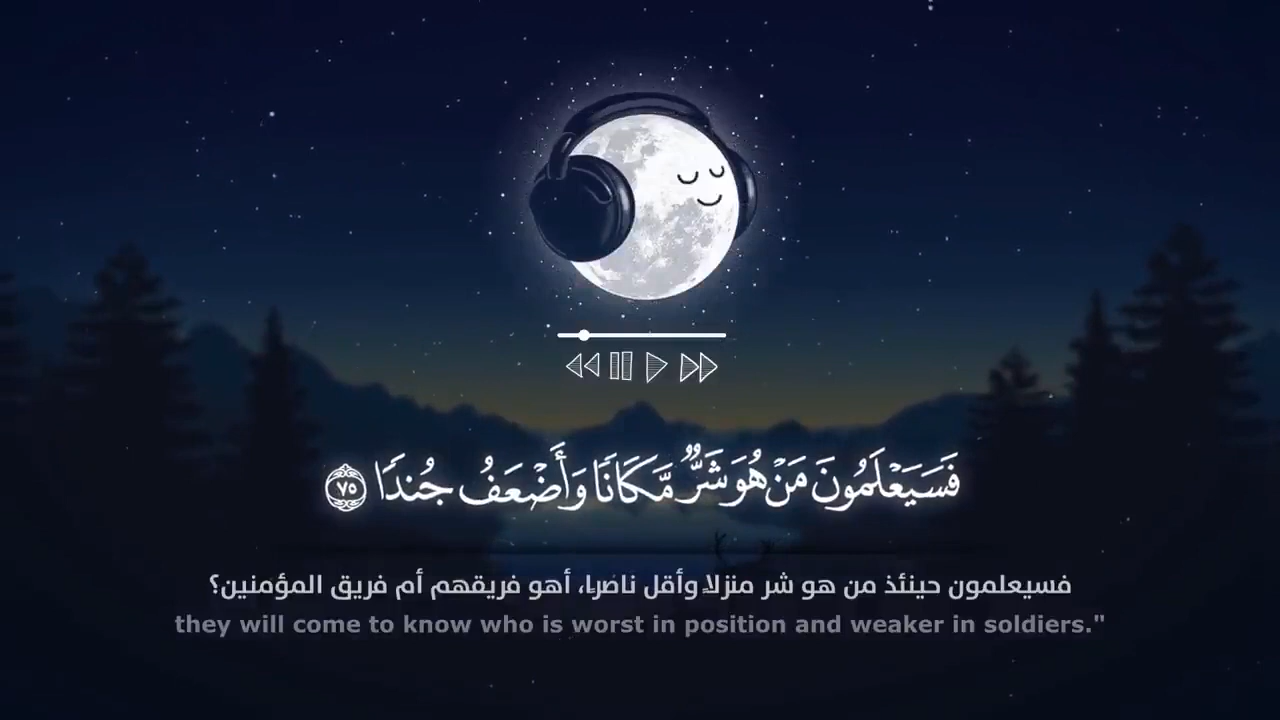 فَسَيَعْلَمُونَ مَنْ هُوَ شَرٌّ مَّكَانًا وَأَضْعَفُ جُندًا ٧٥
فسيعلمون حينئذ من هو شر منزلاً وأقل ناصراً، أهو فريقهم أم فريق المؤمنين؟
they will come to know who is worst in position and weaker in soldiers."